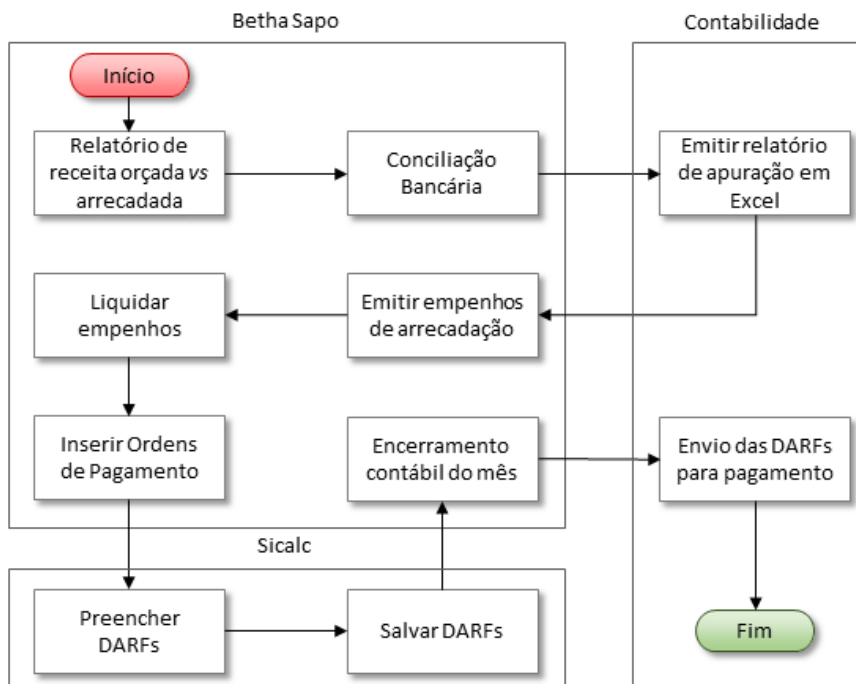 Betha Sapo
Contabilidade
Início
Relatório de
receita orçada vs
arrecadada
Conciliação
Bancária
Emitir relatório
de apuração em
Excel
Liquidar
empenhos
Emitir empenhos
de arrecadação
Inserir Ordens
de Pagamento
Encerramento
contábil do mês
Envio das DARFs
para pagamento
Sicalc
Preencher
DARFs
Salvar DARFs
Fim